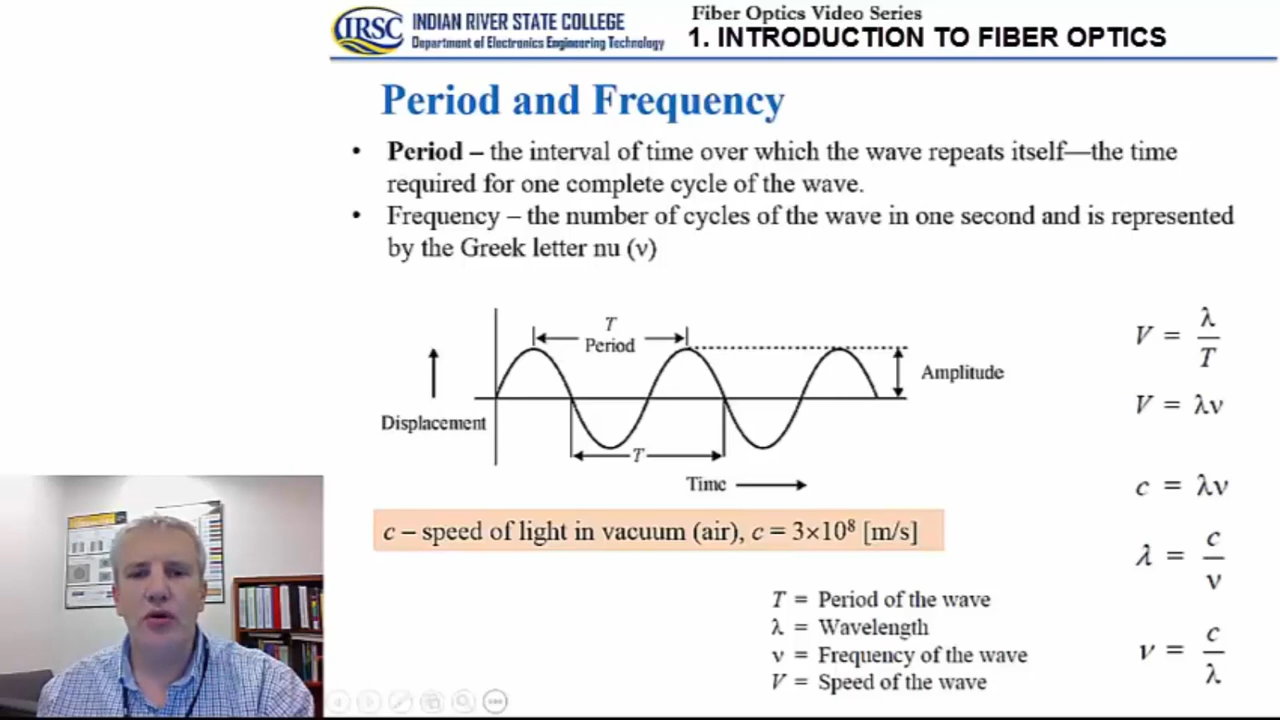 IRSC
INDIAN RIVER STATE COLLEGE
Department of Electronics Engineering Technology
Fiber Optics Video Series
1. INTRODUCTION TO FIBER OPTICS
Period and Frequency
• Period – the interval of time over which the wave repeats itself—the time
required for one complete cycle of the wave.
• Frequency – the number of cycles of the wave in one second and is represented
by the Greek letter nu (ν)
T
Period
Amplitude
Displacement
T
Time
V = λ/T
V = λν
c = λν
λ = c/ν
ν = c/λ
c – speed of light in vacuum (air), c = 3×10⁸ [m/s]
T = Period of the wave
λ = Wavelength
ν = Frequency of the wave
V = Speed of the wave